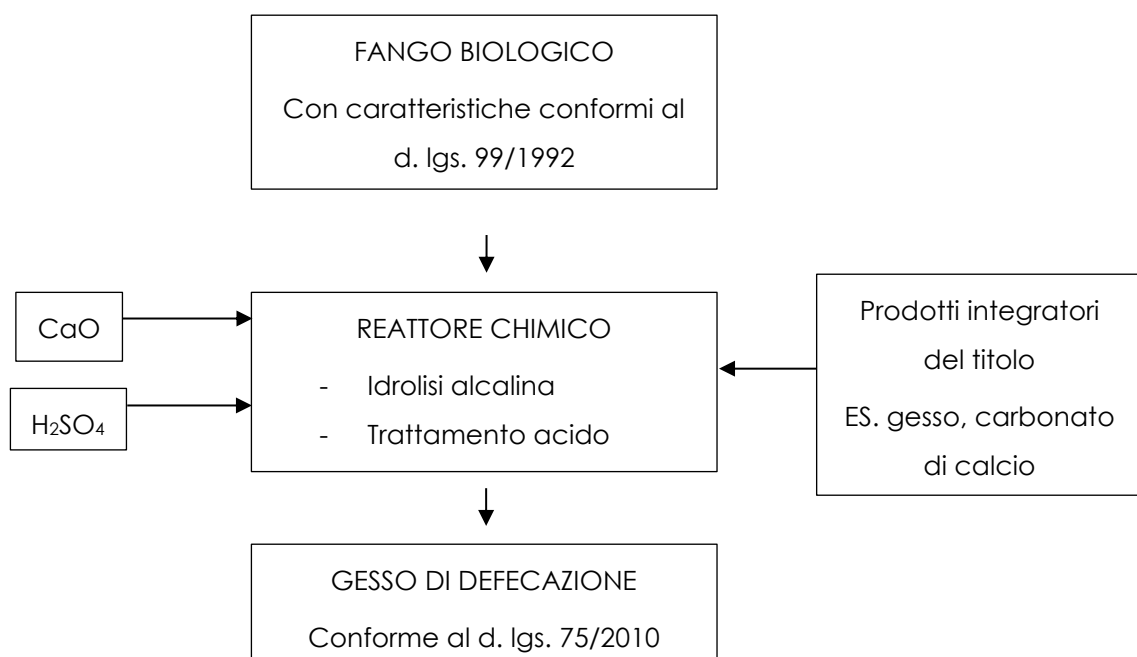 FANGO BIOLOGICO
Con caratteristiche conformi al
d. lgs. 99/1992
CaO
H₂SO₄
REATTORE CHIMICO
- Idrolisi alcalina
- Trattamento acido
Prodotti integratori
del titolo
ES. gesso, carbonato
di calcio
GESSO DI DEFECAZIONE
Conforme al d. lgs. 75/2010